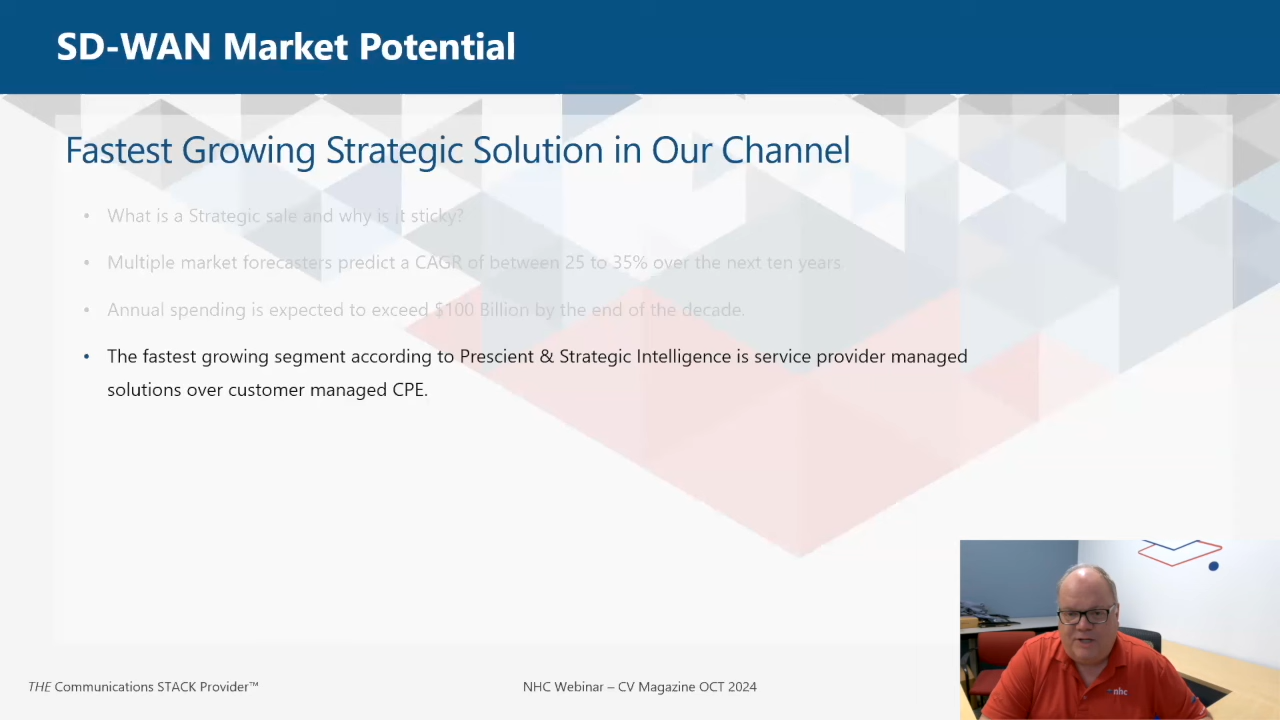 SD-WAN Market Potential
Fastest Growing Strategic Solution in Our Channel
• What is a Strategic sale and why is it sticky?
• Multiple market forecasters predict a CAGR of between 25 to 35% over the next ten years.
• Annual spending is expected to exceed $100 Billion by the end of the decade.
• The fastest growing segment according to Prescient & Strategic Intelligence is service provider managed
solutions over customer managed CPE.
THE Communications STACK Provider™
NHC Webinar – CV Magazine OCT 2024
nhc